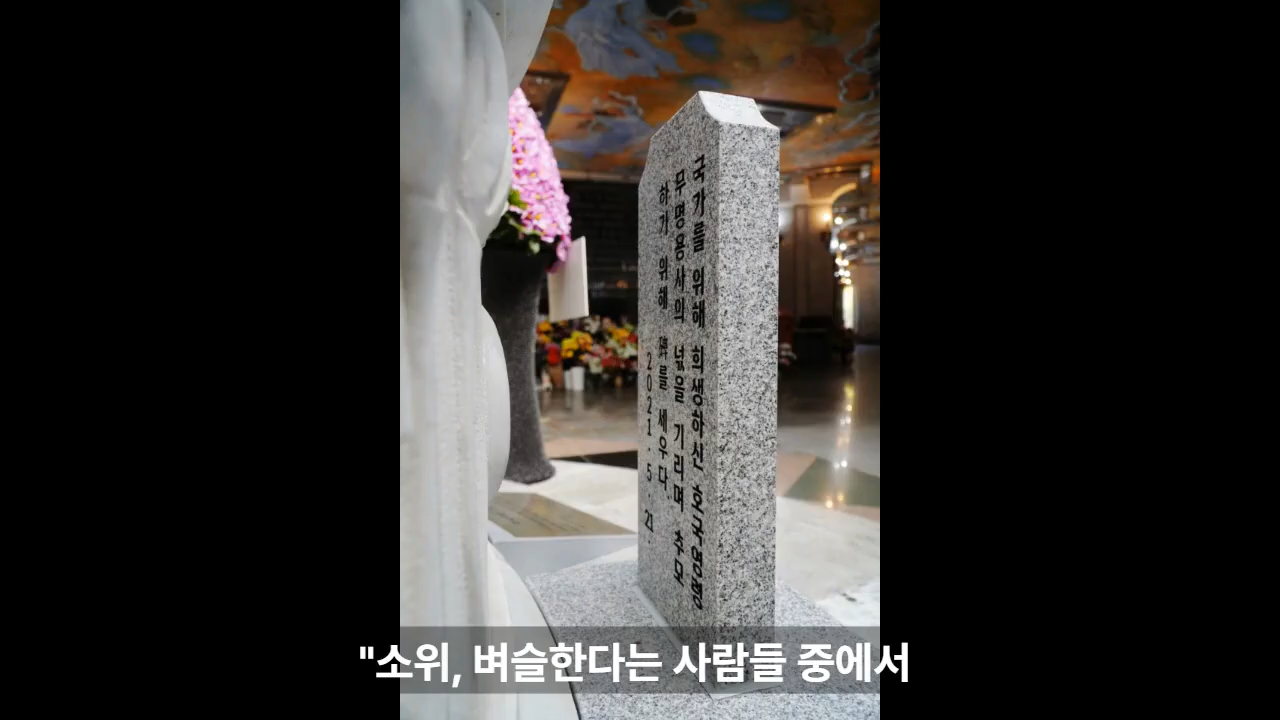 국가를 위해 희생하신 호국영령
무명용사의 넋을 기리며 추모
하기 위해 碑를 세우다.
2021. 5. 21.
"소위, 벼슬한다는 사람들 중에서